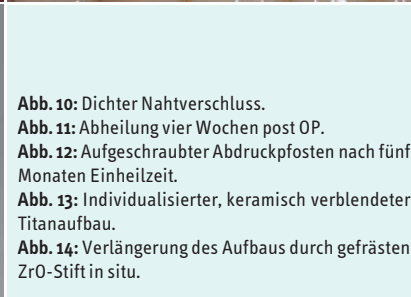 Abb. 10: Dichter Nahtverschluss.
Abb. 11: Abheilung vier Wochen post OP.
Abb. 12: Aufgeschraubter Abdruckpfosten nach fünf
Monaten Einheilzeit.
Abb. 13: Individualisierter, keramisch verblendeter
Titanaufbau.
Abb. 14: Verlängerung des Aufbaus durch gefrästen
ZrO-Stift in situ.